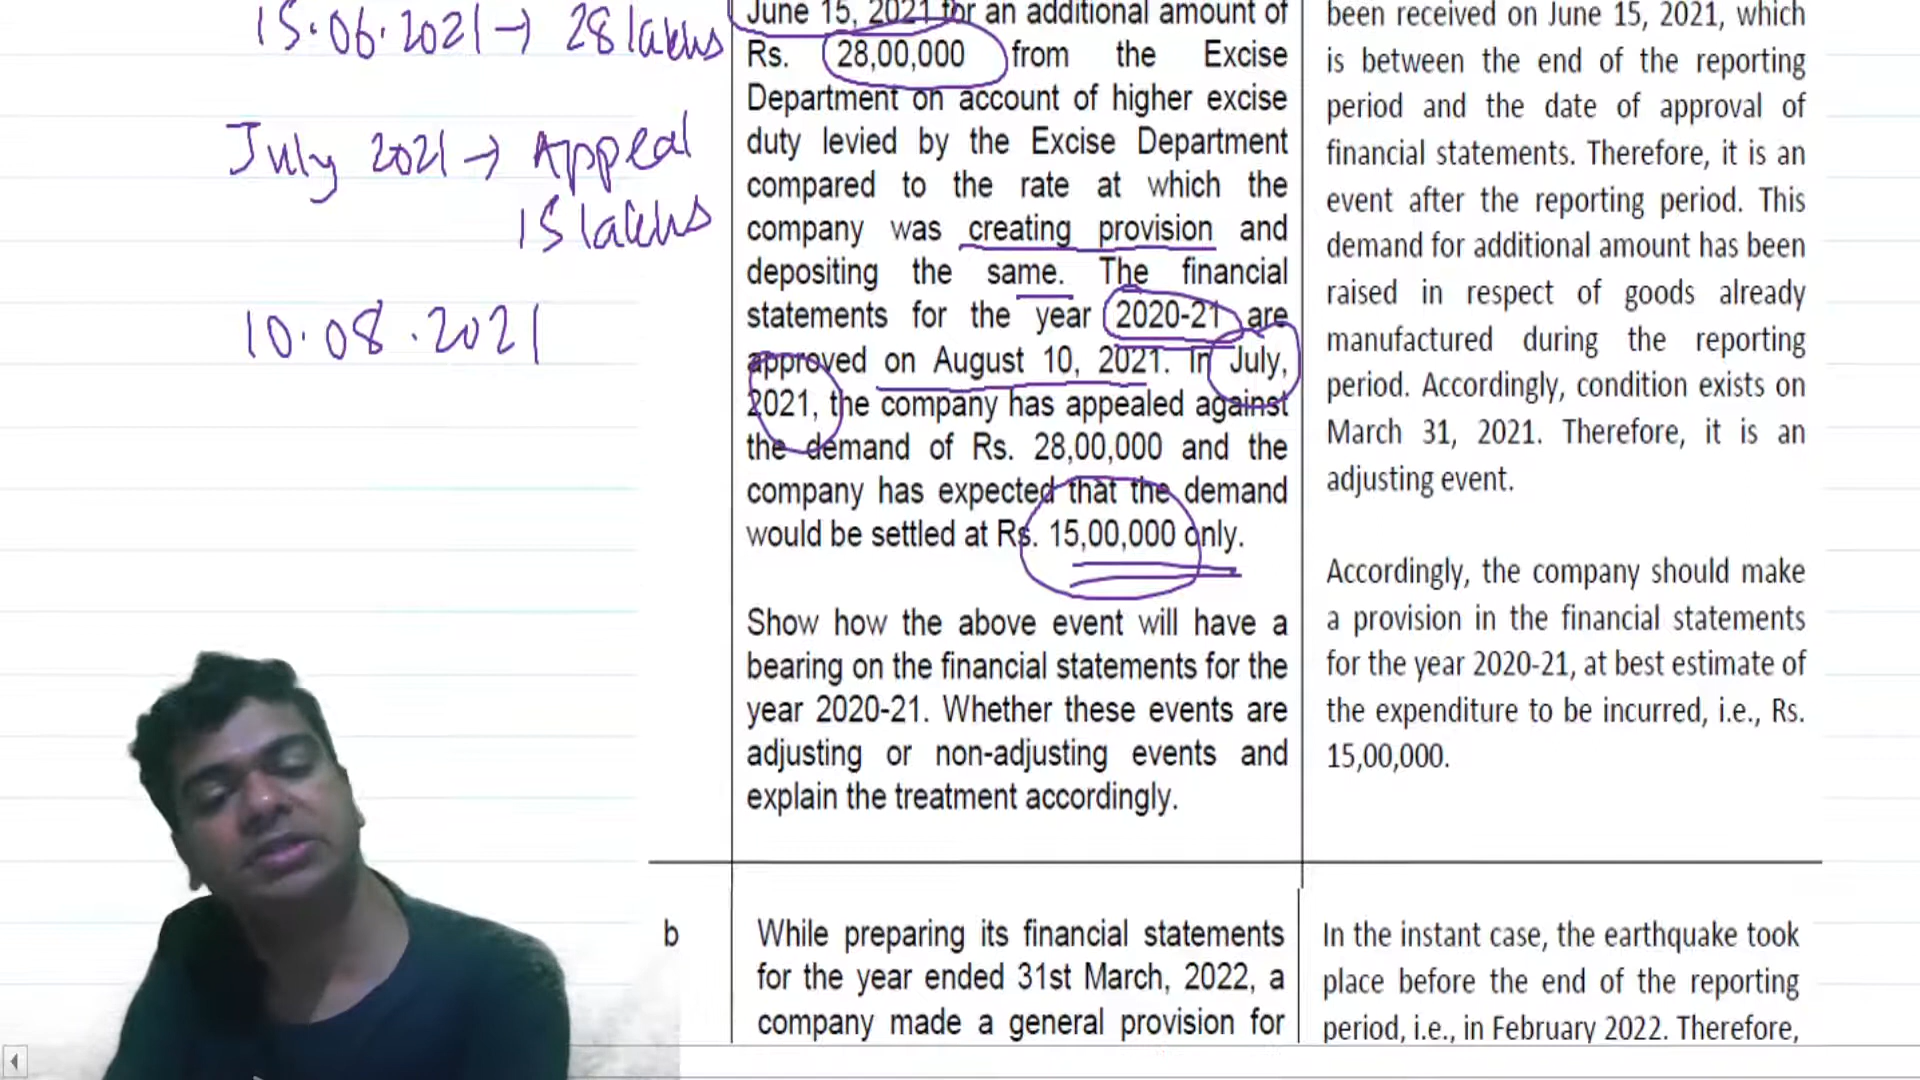 15.06.2021 → 28 lakhs
July 2021 → Appeal
15 lakhs
10.08.2021
June 15, 2021 for an additional amount of
Rs. 28,00,000 from the Excise
Department on account of higher excise
duty levied by the Excise Department
compared to the rate at which the
company was creating provision and
depositing the same. The financial
statements for the year 2020-21 are
approved on August 10, 2021. In July,
2021, the company has appealed against
the demand of Rs. 28,00,000 and the
company has expected that the demand
would be settled at Rs. 15,00,000 only.
Show how the above event will have a
bearing on the financial statements for the
year 2020-21. Whether these events are
adjusting or non-adjusting events and
explain the treatment accordingly.
been received on June 15, 2021, which
is between the end of the reporting
period and the date of approval of
financial statements. Therefore, it is an
event after the reporting period. This
demand for additional amount has been
raised in respect of goods already
manufactured during the reporting
period. Accordingly, condition exists on
March 31, 2021. Therefore, it is an
adjusting event.
Accordingly, the company should make
a provision in the financial statements
for the year 2020-21, at best estimate of
the expenditure to be incurred, i.e., Rs.
15,00,000.
b
While preparing its financial statements
for the year ended 31st March, 2022, a
company made a general provision for
In the instant case, the earthquake took
place before the end of the reporting
period, i.e., in February 2022. Therefore,